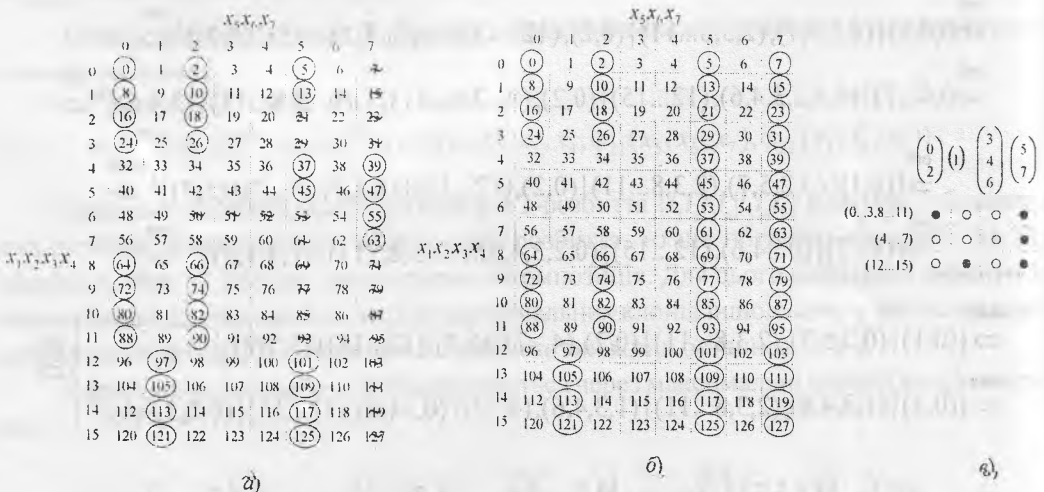 x₅x₆x₇
0 1 2 3 4 5 6 7
0 0 1 2 3 4 5 6 7
1 8 9 10 11 12 13 14 15
2 16 17 18 19 20 21 22 23
3 24 25 26 27 28 29 30 31
4 32 33 34 35 36 37 38 39
5 40 41 42 43 44 45 46 47
6 48 49 50 51 52 53 54 55
7 56 57 58 59 60 61 62 63
x₁x₂x₃x₄
8 64 65 66 67 68 69 70 71
9 72 73 74 75 76 77 78 79
10 80 81 82 83 84 85 86 87
11 88 89 90 91 92 93 94 95
12 96 97 98 99 100 101 102 103
13 104 105 106 107 108 109 110 111
14 112 113 114 115 116 117 118 119
15 120 121 122 123 124 125 126 127
а)
x₅x₆x₇
0 1 2 3 4 5 6 7
0 0 1 2 3 4 5 6 7
1 8 9 10 11 12 13 14 15
2 16 17 18 19 20 21 22 23
3 24 25 26 27 28 29 30 31
4 32 33 34 35 36 37 38 39
5 40 41 42 43 44 45 46 47
6 48 49 50 51 52 53 54 55
7 56 57 58 59 60 61 62 63
x₁x₂x₃x₄
8 64 65 66 67 68 69 70 71
9 72 73 74 75 76 77 78 79
10 80 81 82 83 84 85 86 87
11 88 89 90 91 92 93 94 95
12 96 97 98 99 100 101 102 103
13 104 105 106 107 108 109 110 111
14 112 113 114 115 116 117 118 119
15 120 121 122 123 124 125 126 127
б)
3
0 5
(1) 4
2 7
6
(0..3,8..11) ● ○ ○ ●
(4..7) ○ ○ ○ ●
(12..15) ○ ● ○ ●
в)